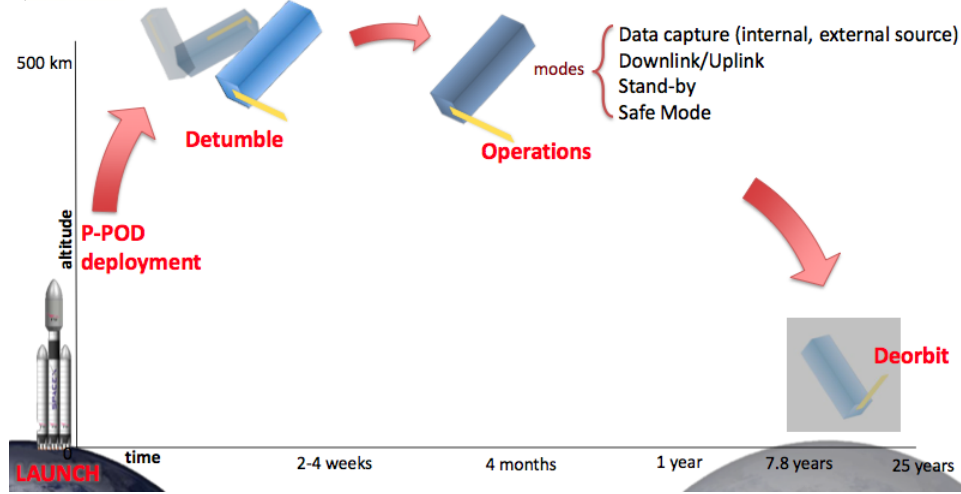 500 km
Detumble
Operations
modes
Data capture (internal, external source)
Downlink/Uplink
Stand-by
Safe Mode
altitude
P-POD
deployment
SPACEX
Deorbit
0
LAUNCH
time
2-4 weeks
4 months
1 year
7.8 years
25 years